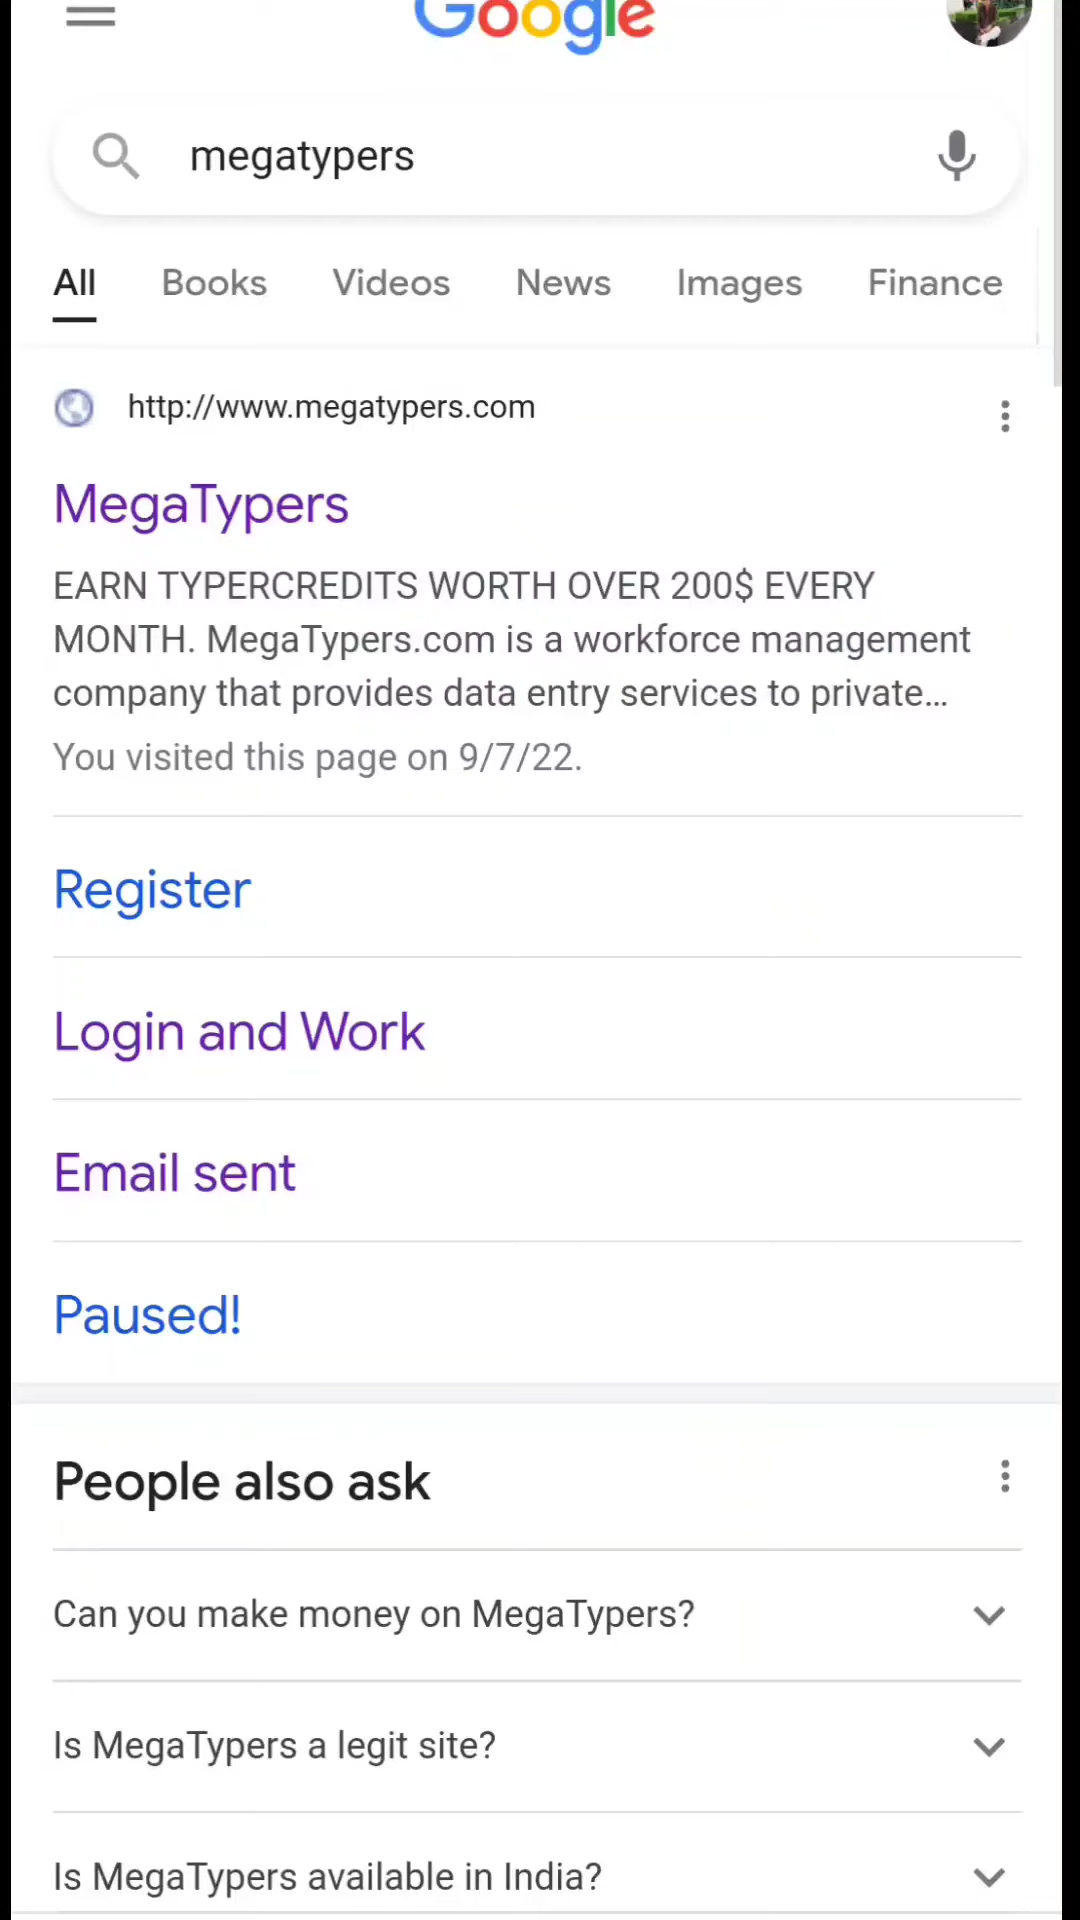 Google
megatypers
All Books Videos News Images Finance
http://www.megatypers.com
MegaTypers
EARN TYPERCREDITS WORTH OVER 200$ EVERY
MONTH. MegaTypers.com is a workforce management
company that provides data entry services to private...
You visited this page on 9/7/22.
Register
Login and Work
Email sent
Paused!
People also ask
Can you make money on MegaTypers?
Is MegaTypers a legit site?
Is MegaTypers available in India?